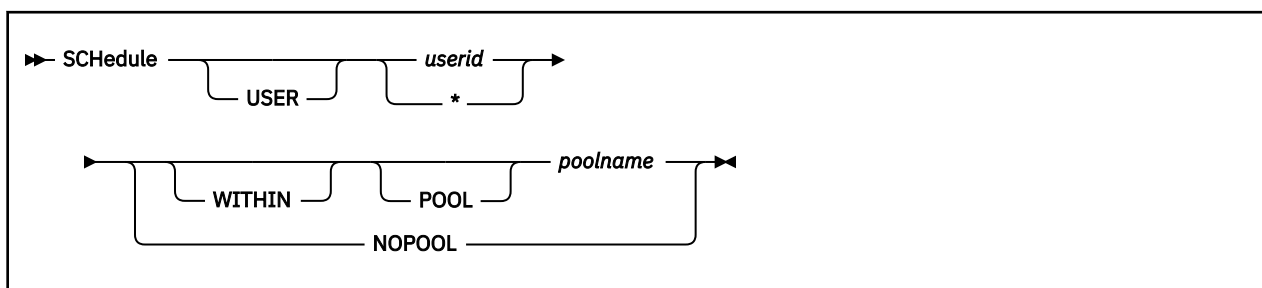 SCHedule userid
USER *
poolname
WITHIN POOL
NOPOOL